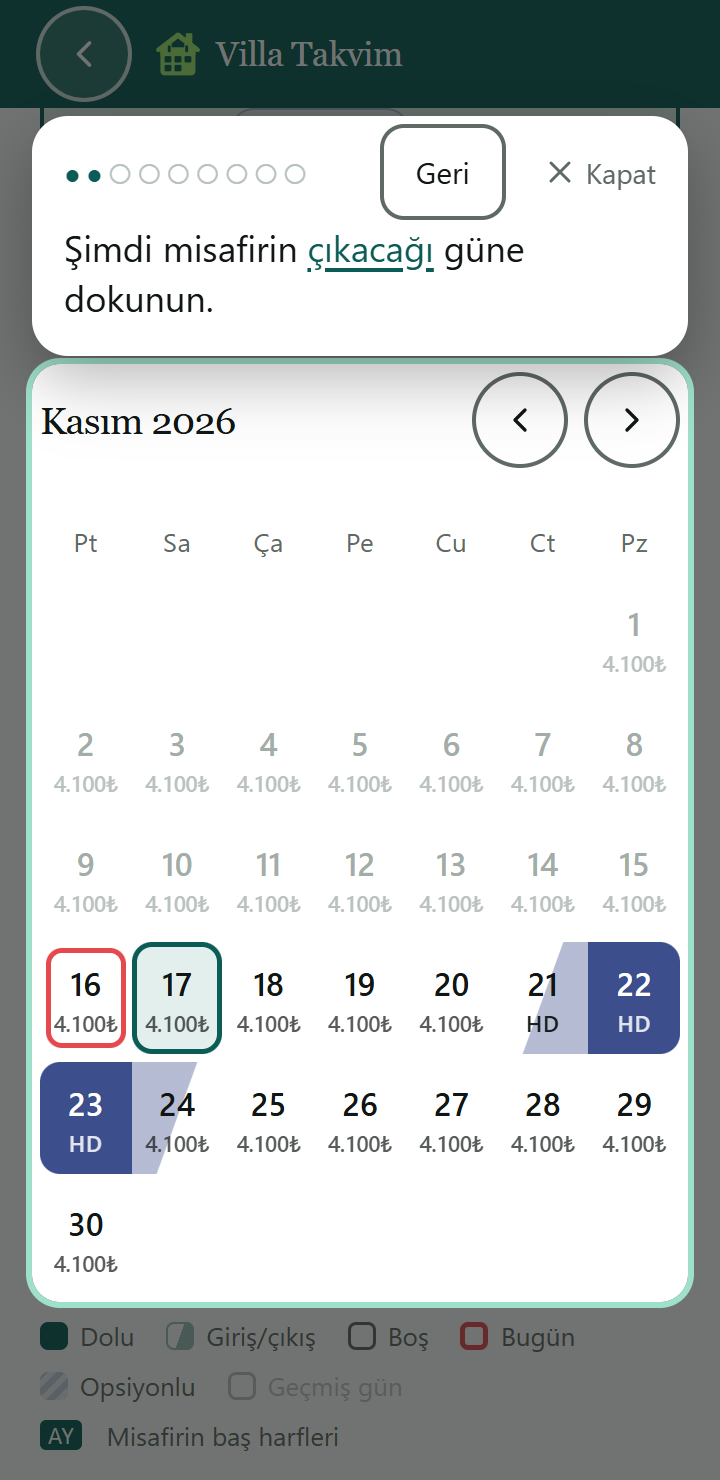 Villa Takvim
Geri
Kapat
Şimdi misafirin çıkacağı güne
dokunun.
Kasım 2026
Pt Sa Ça Pe Cu Ct Pz
1
4.100₺
2 3 4 5 6 7 8
4.100₺ 4.100₺ 4.100₺ 4.100₺ 4.100₺ 4.100₺ 4.100₺
9 10 11 12 13 14 15
4.100₺ 4.100₺ 4.100₺ 4.100₺ 4.100₺ 4.100₺ 4.100₺
16 17 18 19 20 21 22
4.100₺ 4.100₺ 4.100₺ 4.100₺ 4.100₺ HD HD
23 24 25 26 27 28 29
HD 4.100₺ 4.100₺ 4.100₺ 4.100₺ 4.100₺ 4.100₺
30
4.100₺
Dolu Giriş/çıkış Boş Bugün
Opsiyonlu Geçmiş gün
AY Misafirin baş harfleri